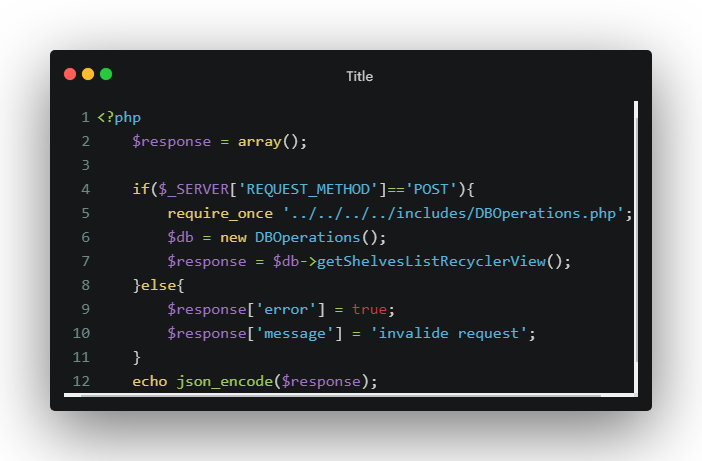 Title
1 <?php
2     $response = array();
3
4     if($_SERVER['REQUEST_METHOD']=='POST'){
5         require_once '../../../../includes/DBOperations.php';
6         $db = new DBOperations();
7         $response = $db->getShelvesListRecyclerView();
8     }else{
9         $response['error'] = true;
10         $response['message'] = 'invalide request';
11     }
12     echo json_encode($response);